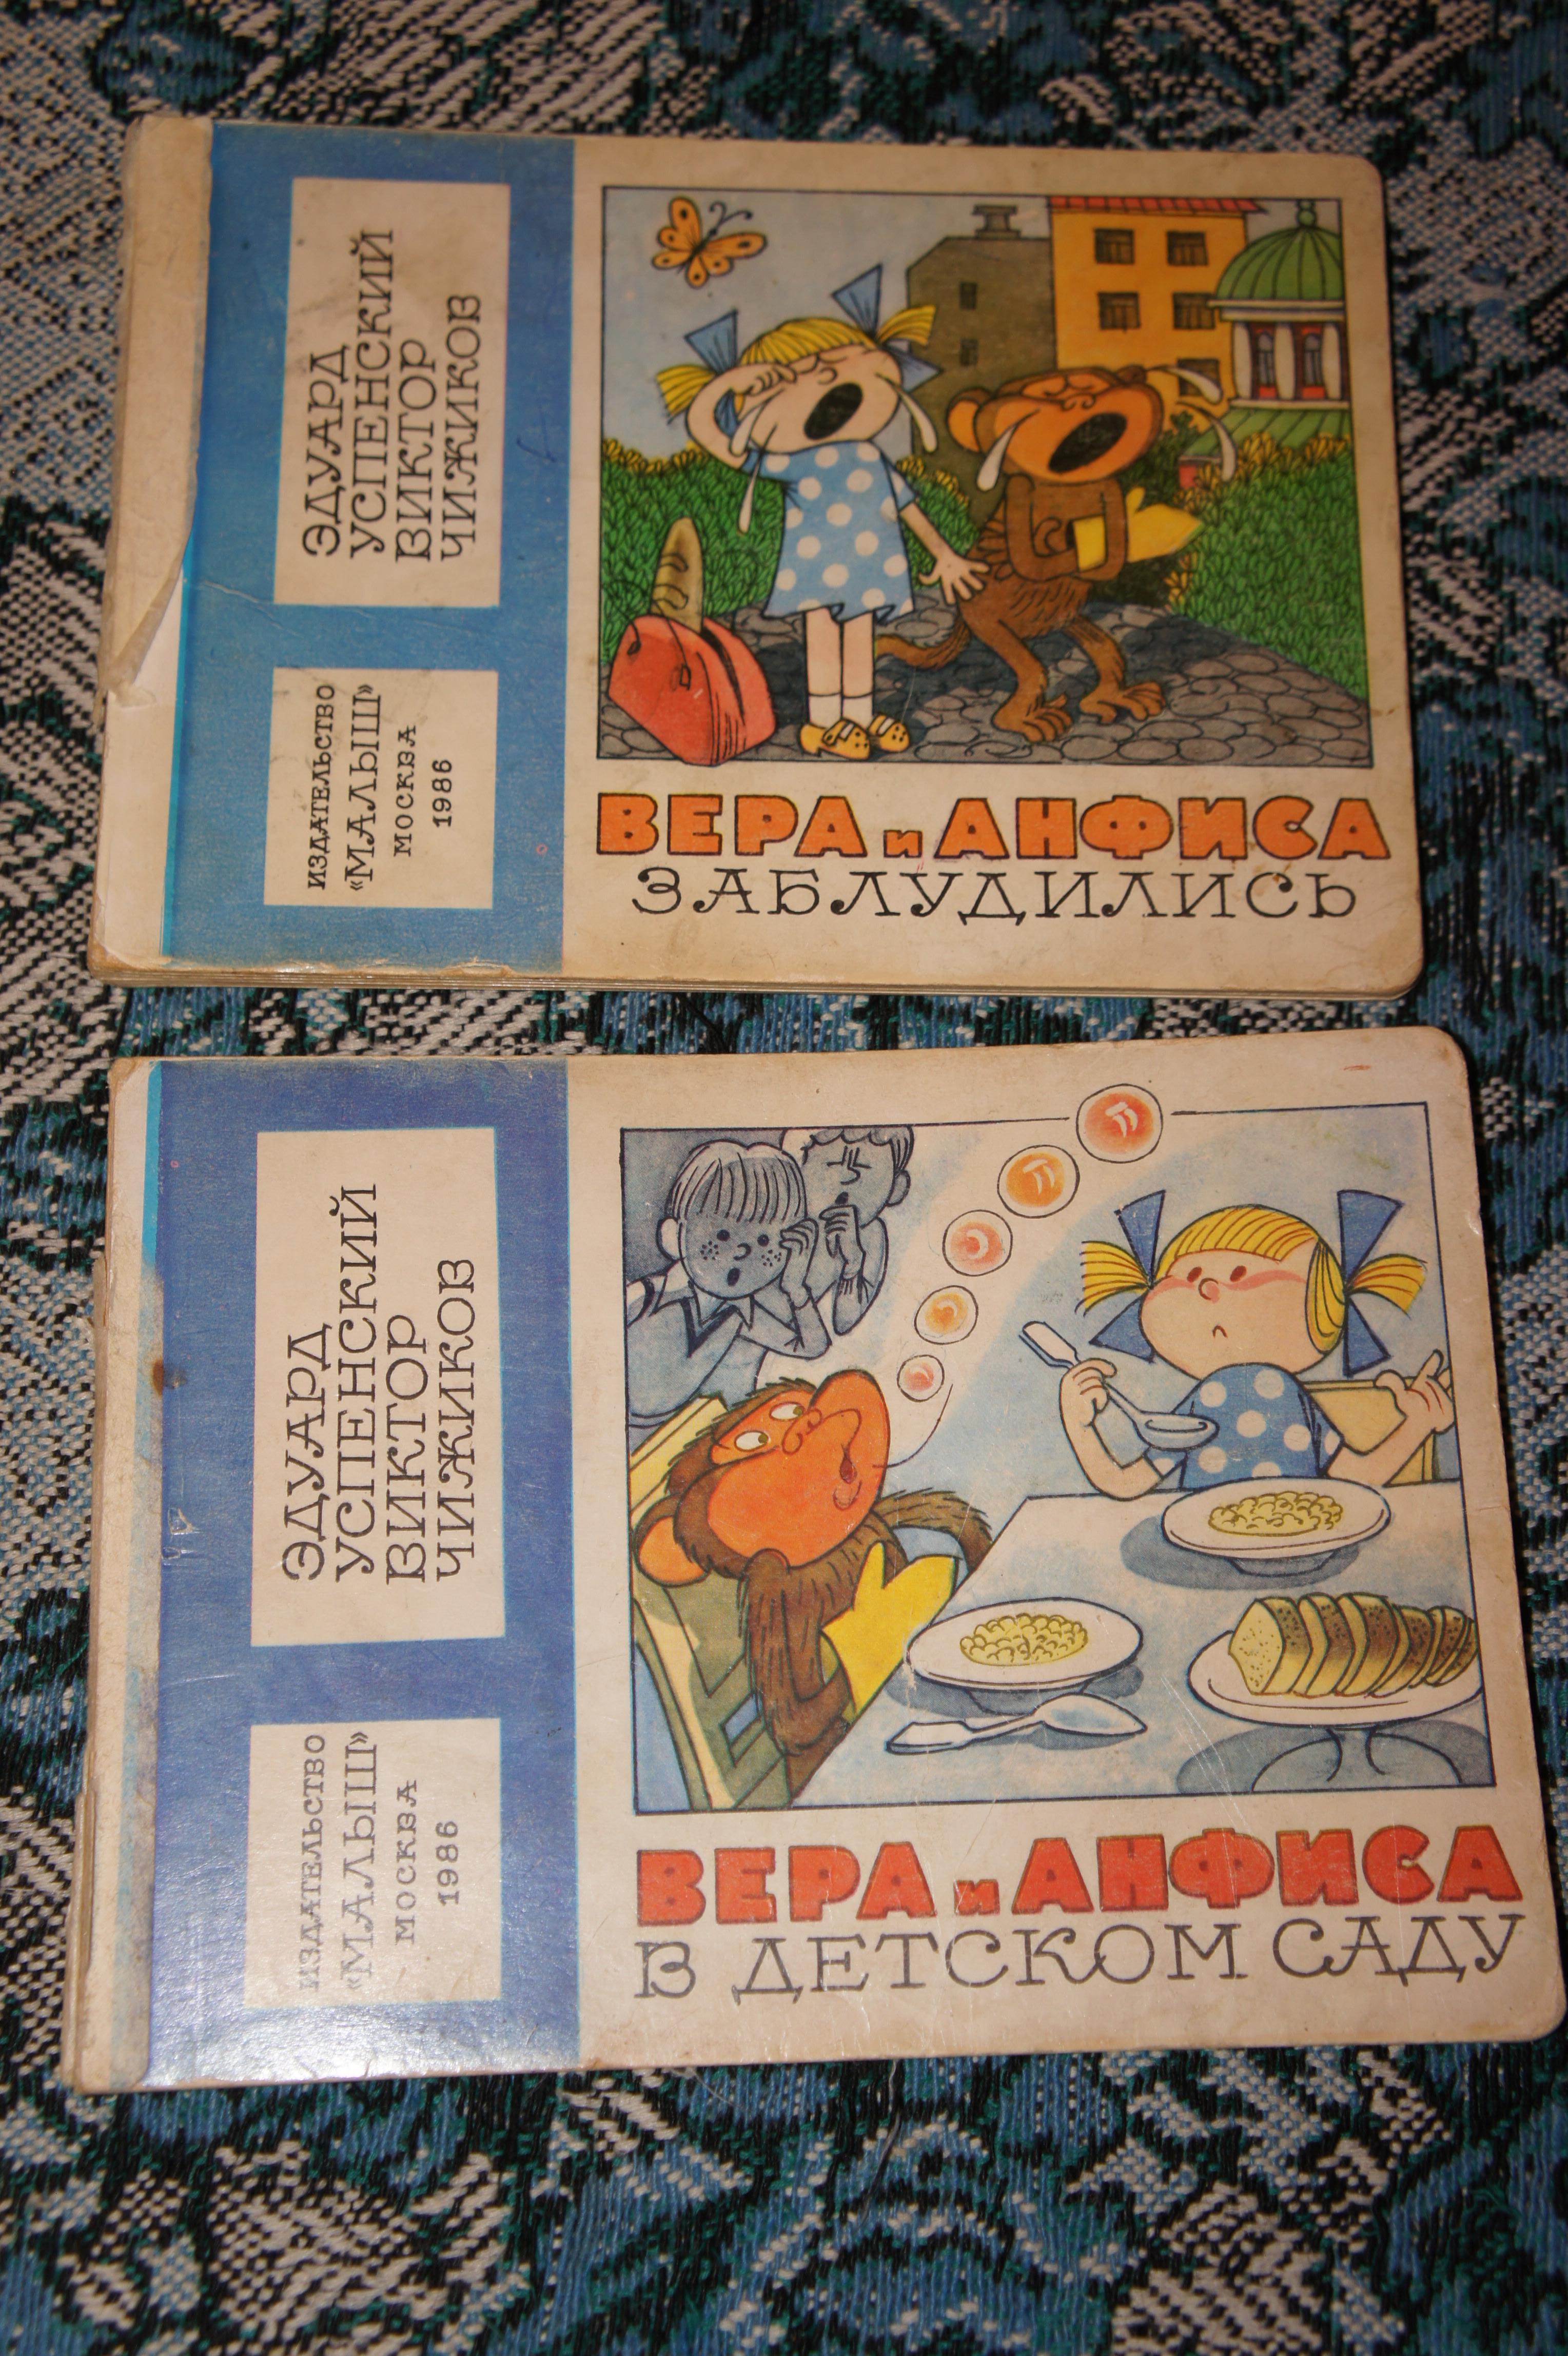 ЭДУАРД
УСПЕНСКИЙ
ВИКТОР
ЧИЖИКОВ
ИЗДАТЕЛЬСТВО
«МАЛЫШ»
МОСКВА
1986
ВЕРА и АНФИСА
ЗАБЛУДИЛИСЬ
ЭДУАРД
УСПЕНСКИЙ
ВИКТОР
ЧИЖИКОВ
ИЗДАТЕЛЬСТВО
«МАЛЫШ»
МОСКВА
1986
ВЕРА и АНФИСА
В ДЕТСКОМ САДУ